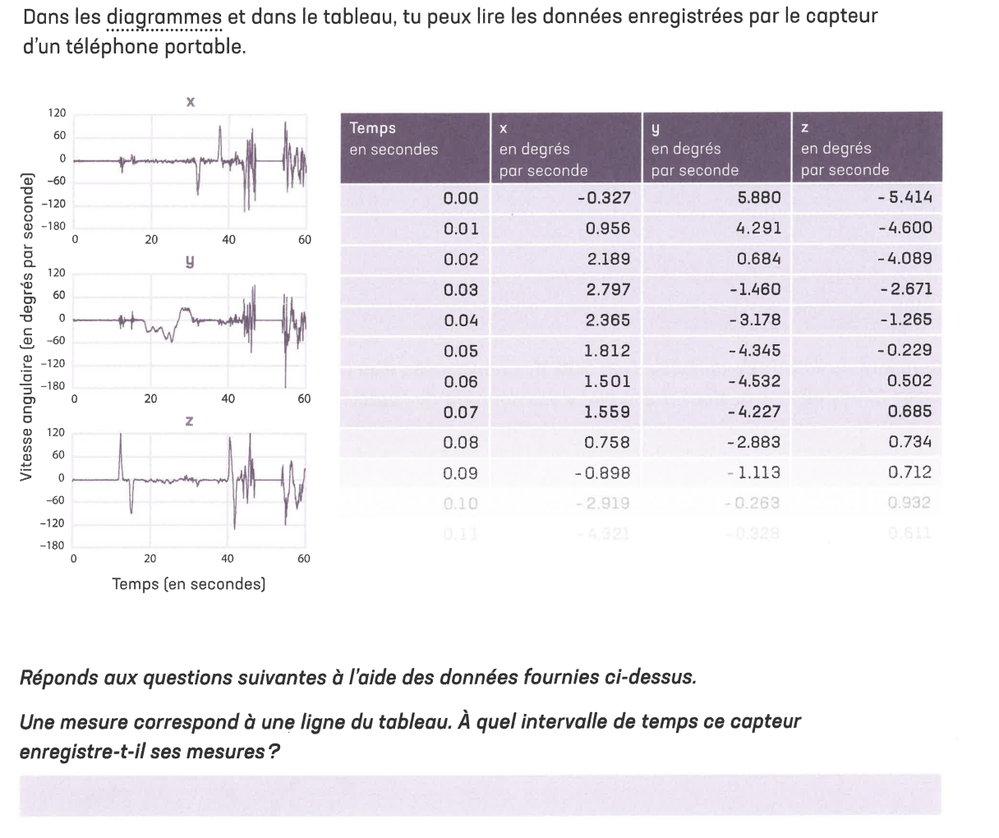 Dans les diagrammes et dans le tableau, tu peux lire les données enregistrées par le capteur
d'un téléphone portable.
Vitesse angulaire (en degrés par seconde)
x
120
60
0
-60
-120
-180
0 20 40 60
y
120
60
0
-60
-120
-180
0 20 40 60
z
120
60
0
-60
-120
-180
0 20 40 60
Temps (en secondes)
Temps x y z
en secondes en degrés en degrés en degrés
par seconde par seconde par seconde
0.00 -0.327 5.880 -5.414
0.01 0.956 4.291 -4.600
0.02 2.189 0.684 -4.089
0.03 2.797 -1.460 -2.671
0.04 2.365 -3.178 -1.265
0.05 1.812 -4.345 -0.229
0.06 1.501 -4.532 0.502
0.07 1.559 -4.227 0.685
0.08 0.758 -2.883 0.734
0.09 -0.898 -1.113 0.712
0.10 -2.919 -0.263 0.932
0.11 -4.321 -0.328 0.611
Réponds aux questions suivantes à l'aide des données fournies ci-dessus.
Une mesure correspond à une ligne du tableau. À quel intervalle de temps ce capteur
enregistre-t-il ses mesures ?